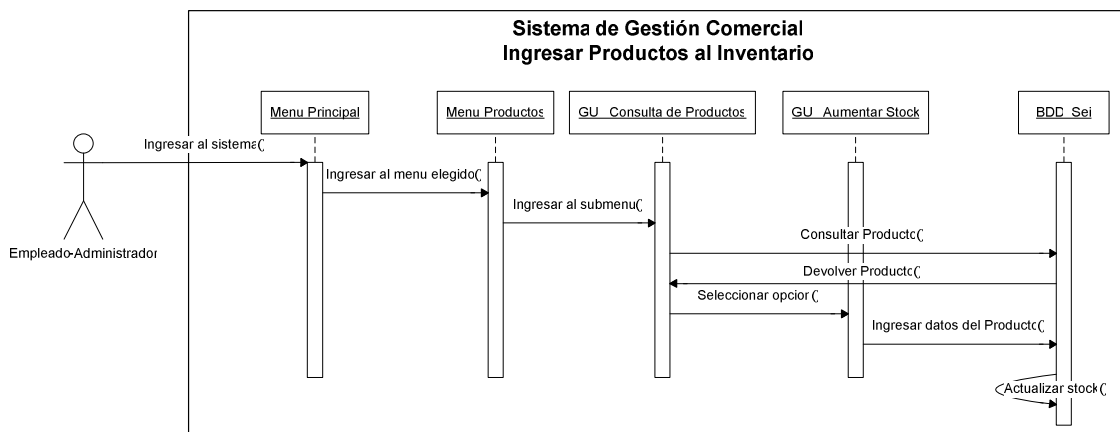 Sistema de Gestión Comercial
Ingresar Productos al Inventario
Menu Principal
Menu Productos
GU_Consulta de Productos
GU_Aumentar Stock
BDD_Sei
Ingresar al sistema()
Ingresar al menu elegido()
Ingresar al submenu()
Empleado-Administrador
Consultar Producto()
Devolver Producto()
Seleccionar opcion()
Ingresar datos del Producto()
Actualizar stock()